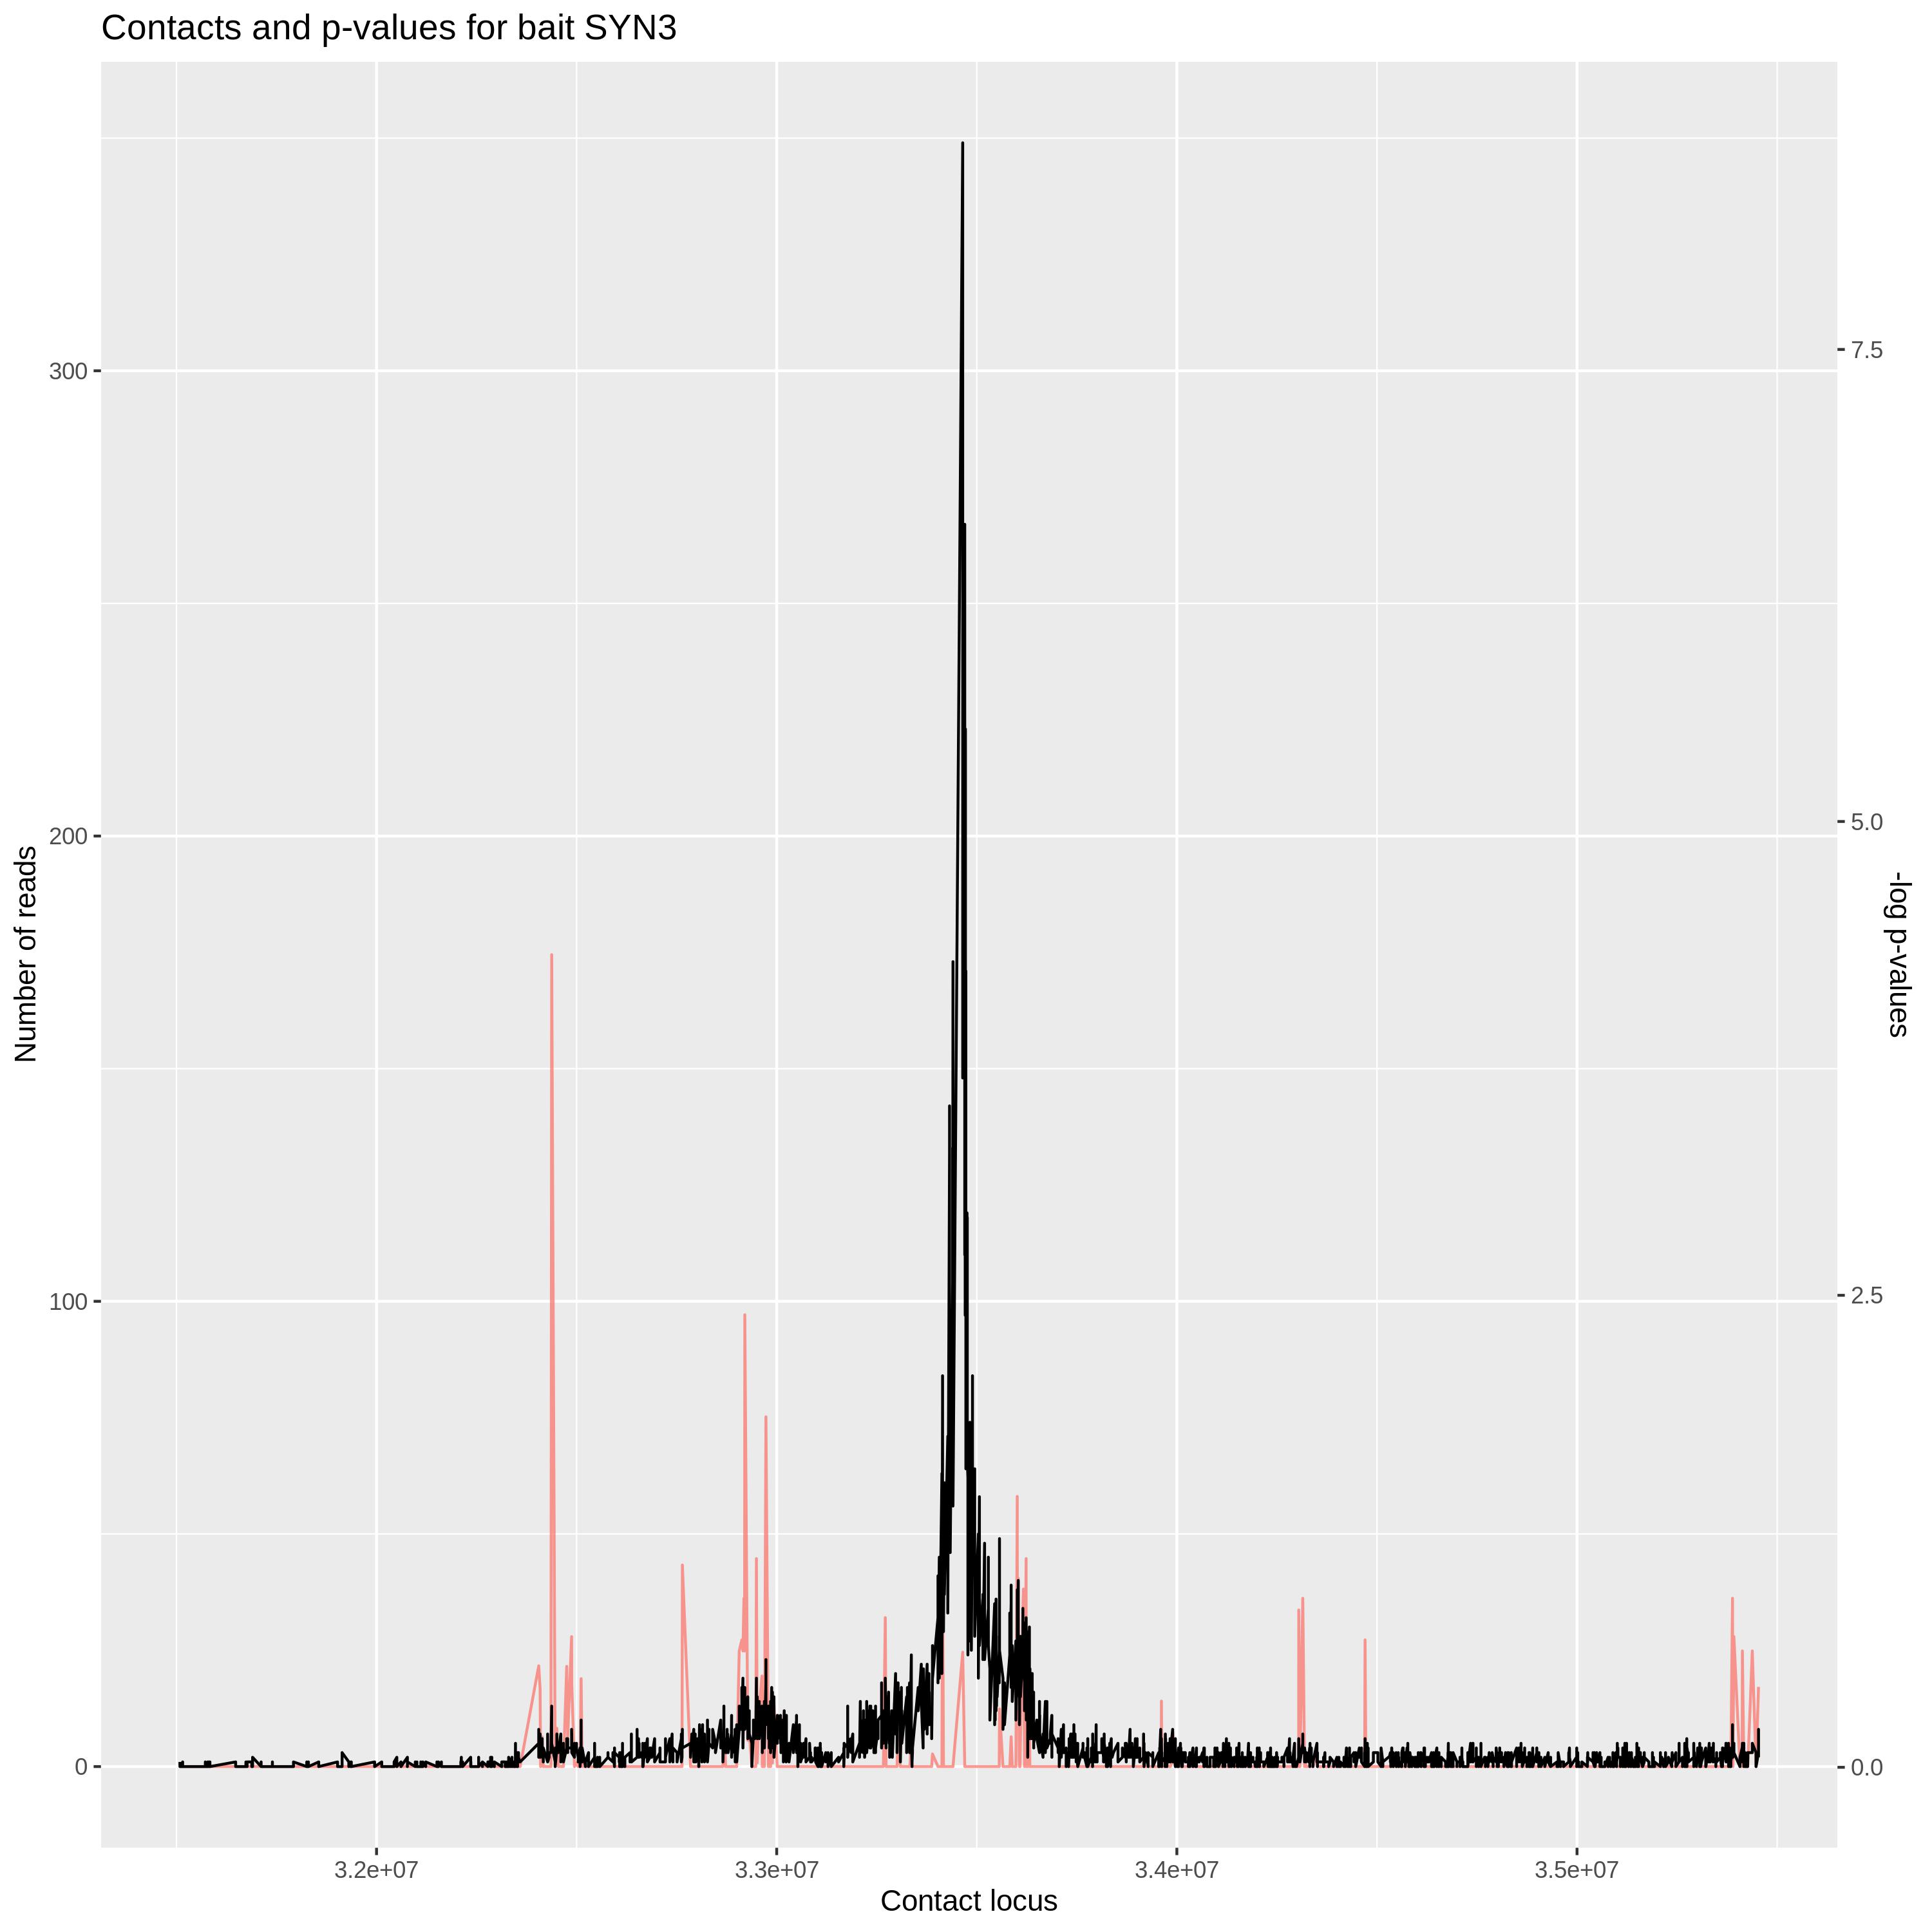 Contacts and p-values for bait SYN3
Number of reads
300
200
100
0
7.5
5.0
2.5
0.0
-log p-values
3.2e+07 3.3e+07 3.4e+07 3.5e+07
Contact locus